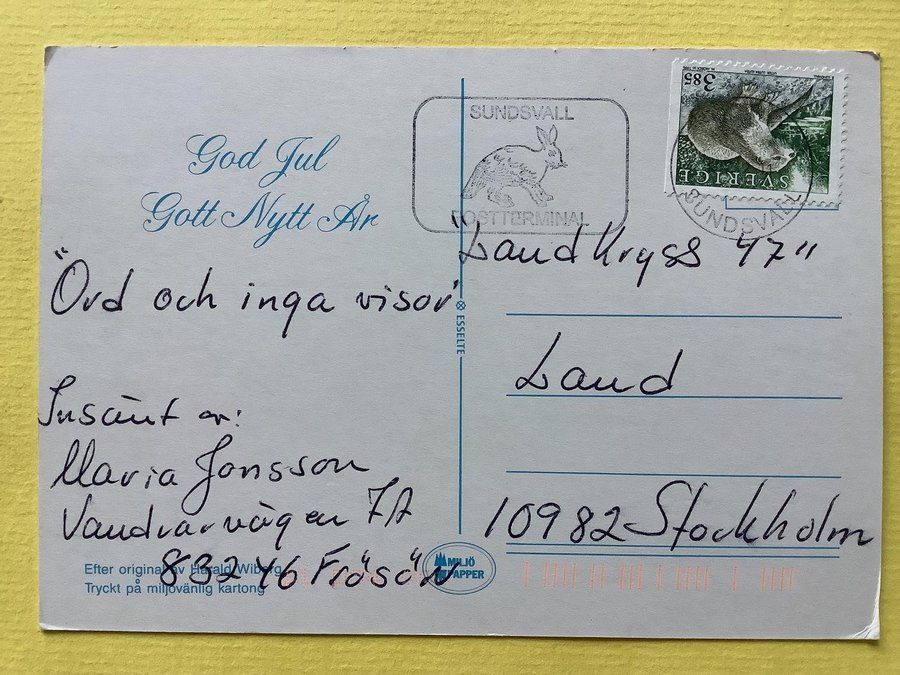 God Jul
Gott Nytt År
"Ord och inga visor"
Insänt av:
Maria Jonsson
Vandrarvägen 7A
83246 Frösön
Efter original av Harald Wiberg
Tryckt på miljövänlig kartong
MILJÖ
PAPPER
ESSELTE
SUNDSVALL
POSTTERMINAL
3.85
SVERIGE
SUNDSVALL
"Landkryss 47"
Land
10982 Stockholm